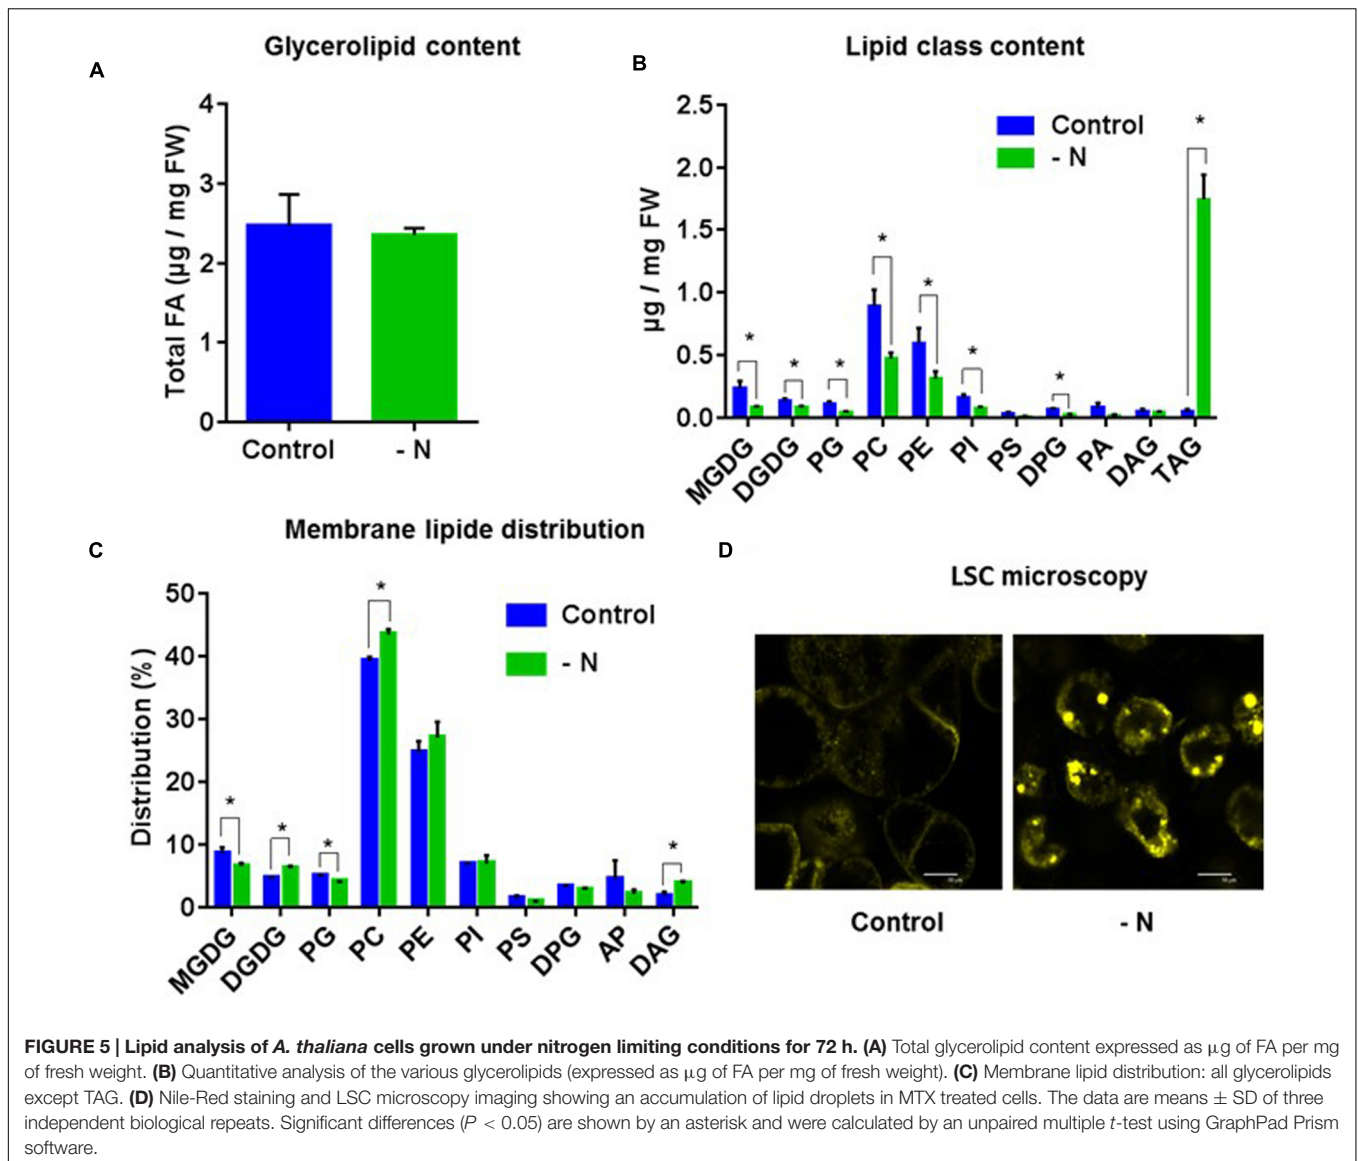 Glycerolipid content
A
Total FA (µg / mg FW)
4
3
2
1
0
Control
- N
Lipid class content
B
µg / mg FW
2.5
2.0
1.5
1.0
0.5
0.0
Control
- N
*
*
*
*
*
*
*
*
MGDG
DGDG
PG
PC
PE
PI
PS
DPG
PA
DAG
TAG
Membrane lipide distribution
C
Distribution (% )
50
40
30
20
10
0
Control
- N
*
*
*
*
*
MGDG
DGDG
PG
PC
PE
PI
PS
DPG
AP
DAG
D
LSC microscopy
Control
- N
FIGURE 5 | Lipid analysis of A. thaliana cells grown under nitrogen limiting conditions for 72 h. (A) Total glycerolipid content expressed as µg of FA per mg
of fresh weight. (B) Quantitative analysis of the various glycerolipids (expressed as µg of FA per mg of fresh weight). (C) Membrane lipid distribution: all glycerolipids
except TAG. (D) Nile-Red staining and LSC microscopy imaging showing an accumulation of lipid droplets in MTX treated cells. The data are means ± SD of three
independent biological repeats. Significant differences (P < 0.05) are shown by an asterisk and were calculated by an unpaired multiple t-test using GraphPad Prism
software.